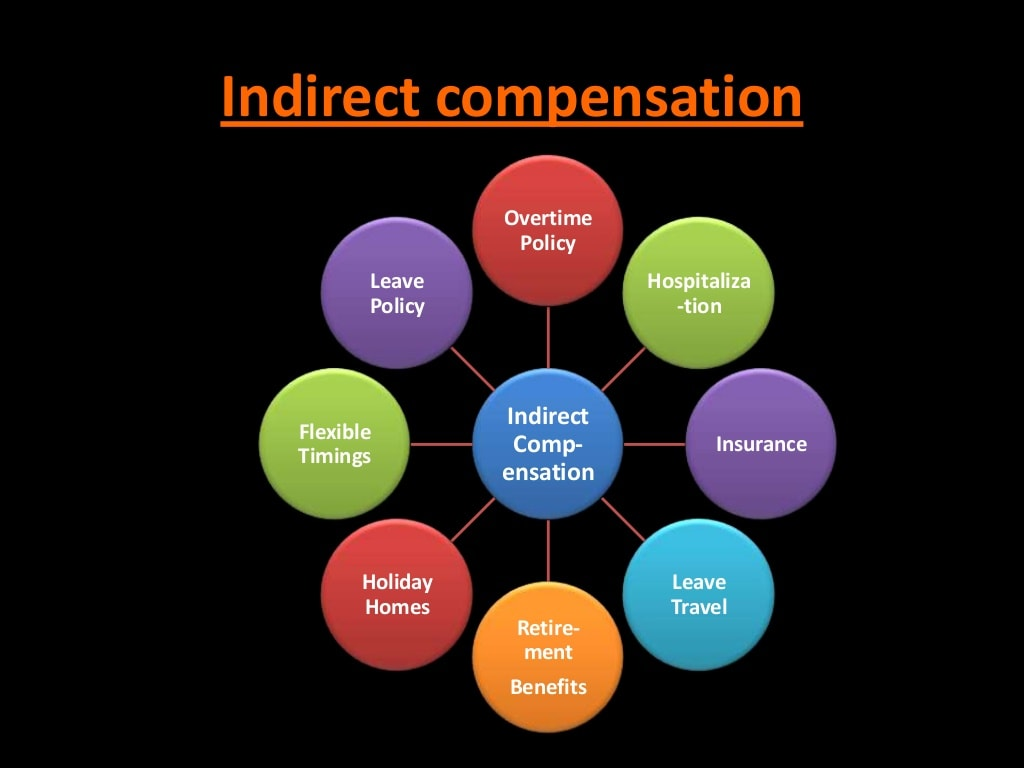 Indirect compensation
Overtime
Policy
Hospitaliza
-tion
Insurance
Leave
Travel
Retire-
ment
Benefits
Holiday
Homes
Flexible
Timings
Leave
Policy
Indirect
Comp-
ensation